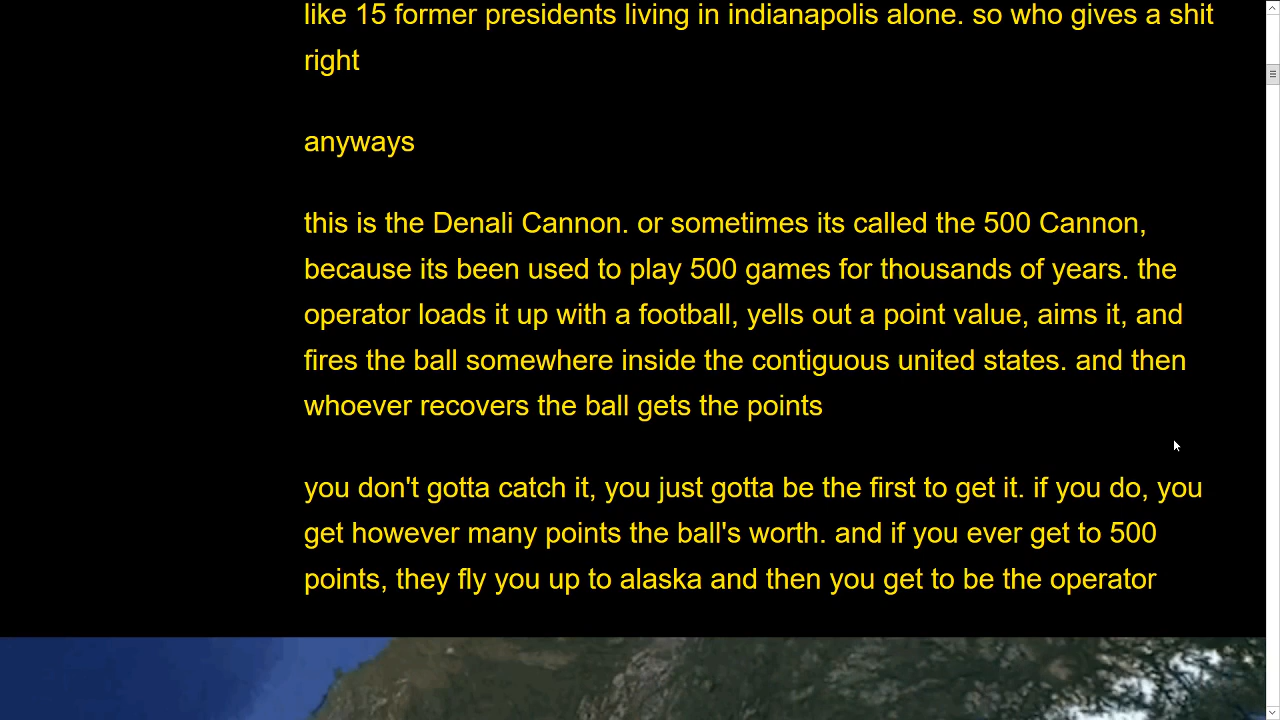 like 15 former presidents living in indianapolis alone. so who gives a shit
right
anyways
this is the Denali Cannon. or sometimes its called the 500 Cannon,
because its been used to play 500 games for thousands of years. the
operator loads it up with a football, yells out a point value, aims it, and
fires the ball somewhere inside the contiguous united states. and then
whoever recovers the ball gets the points
you don't gotta catch it, you just gotta be the first to get it. if you do, you
get however many points the ball's worth. and if you ever get to 500
points, they fly you up to alaska and then you get to be the operator